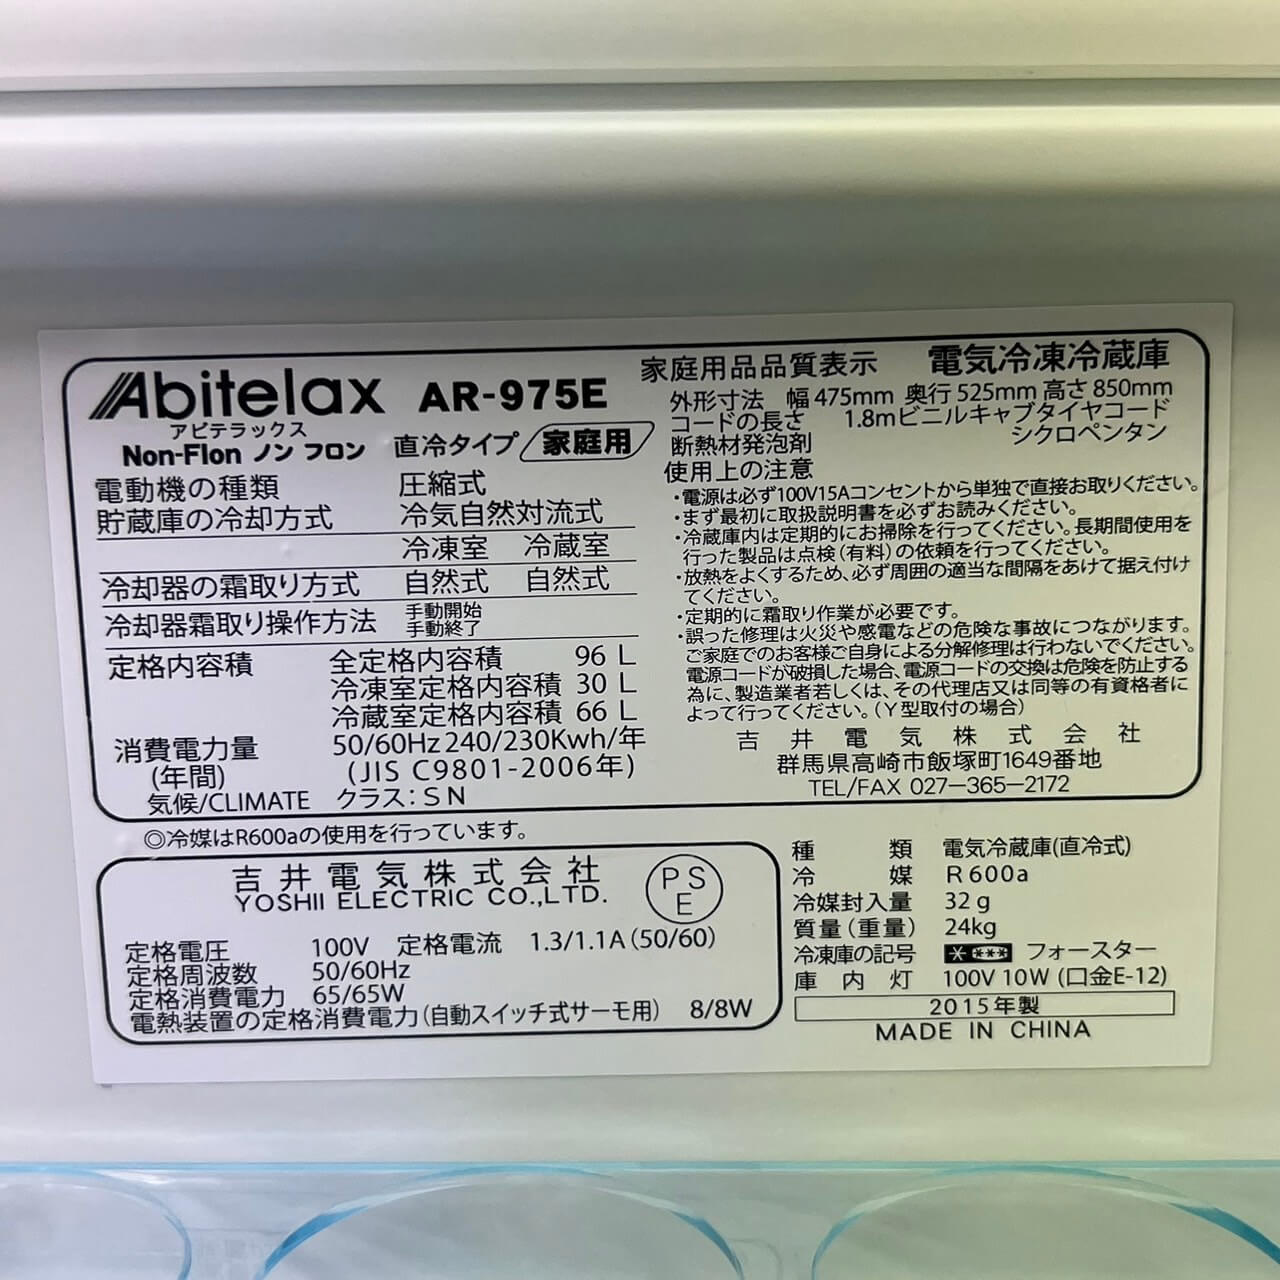 Abitelax AR-975E
アビテラックス
Non-Flon ノン フロン 直冷タイプ 家庭用
電動機の種類 圧縮式
貯蔵庫の冷却方式 冷気自然対流式
冷凍室 冷蔵室
冷却器の霜取り方式 自然式 自然式
冷却器霜取り操作方法 手動開始
手動終了
定格内容積 全定格内容積 96 L
冷凍室定格内容積 30 L
冷蔵室定格内容積 66 L
消費電力量 50/60Hz 240/230Kwh/年
(年間) (JIS C9801-2006年)
気候/CLIMATE クラス:SN
家庭用品品質表示 電気冷凍冷蔵庫
外形寸法 幅 475mm 奥行 525mm 高さ 850mm
コードの長さ 1.8mビニルキャブタイヤコード
断熱材発泡剤 シクロペンタン
使用上の注意
・電源は必ず100V15Aコンセントから単独で直接お取りください。
・まず最初に取扱説明書を必ずお読みください。
・冷蔵庫内は定期的にお掃除を行ってください。長期間使用を
行った製品は点検(有料)の依頼を行ってください。
・放熱をよくするため、必ず周囲の適当な間隔をあけて据え付け
てください。
・定期的に霜取り作業が必要です。
・誤った修理は火災や感電などの危険な事故につながります。
ご家庭でのお客様ご自身による分解修理は行わないでください。
電源コードが破損した場合、電源コードの交換は危険を防止する
為に、製造業者若しくは、その代理店又は同等の有資格者に
よって行ってください。(Y型取付の場合)
吉井電気株式会社
群馬県高崎市飯塚町1649番地
TEL/FAX 027-365-2172
◎冷媒はR600aの使用を行っています。
吉井電気株式会社
YOSHII ELECTRIC CO.,LTD.
PS
E
定格電圧 100V 定格電流 1.3/1.1A(50/60)
定格周波数 50/60Hz
定格消費電力 65/65W
電熱装置の定格消費電力(自動スイッチ式サーモ用) 8/8W
種類 電気冷蔵庫(直冷式)
冷媒 R600a
冷媒封入量 32g
質量(重量) 24kg
冷凍庫の記号 フォースター
庫内灯 100V 10W (口金E-12)
2015年製
MADE IN CHINA